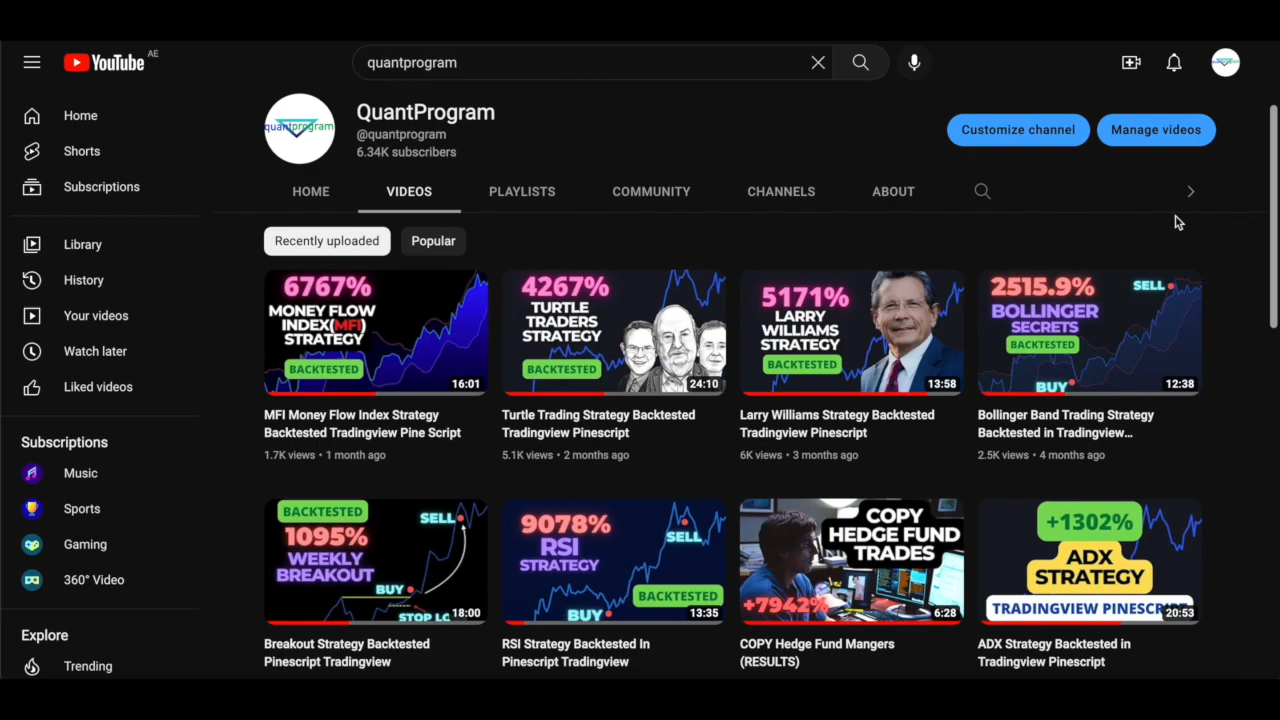 YouTube AE
quantprogram
Home
Shorts
Subscriptions
Library
History
Your videos
Watch later
Liked videos
Subscriptions
Music
Sports
Gaming
360° Video
Explore
Trending
quantprogram
QuantProgram
@quantprogram
6.34K subscribers
Customize channel
Manage videos
HOME
VIDEOS
PLAYLISTS
COMMUNITY
CHANNELS
ABOUT
Recently uploaded
Popular
6767%
MONEY FLOW
INDEX(MFI)
STRATEGY
BACKTESTED
16:01
MFI Money Flow Index Strategy
Backtested Tradingview Pine Script
1.7K views • 1 month ago
4267%
TURTLE
TRADERS
STRATEGY
BACKTESTED
24:10
Turtle Trading Strategy Backtested
Tradingview Pinescript
5.1K views • 2 months ago
5171%
LARRY
WILLIAMS
STRATEGY
BACKTESTED
13:58
Larry Williams Strategy Backtested
Tradingview Pinescript
6K views • 3 months ago
2515.9%
SELL
BOLLINGER
SECRETS
BACKTESTED
BUY
12:38
Bollinger Band Trading Strategy
Backtested in Tradingview…
2.5K views • 4 months ago
BACKTESTED
1095%
SELL
WEEKLY
BREAKOUT
BUY
STOP LO
18:00
Breakout Strategy Backtested
Pinescript Tradingview
9078%
RSI
SELL
STRATEGY
BACKTESTED
BUY
13:35
RSI Strategy Backtested In
Pinescript Tradingview
COPY
HEDGE FUND
TRADES
+7942%
6:28
COPY Hedge Fund Mangers
(RESULTS)
+1302%
ADX
STRATEGY
TRADINGVIEW PINESCRIPT
20:53
ADX Strategy Backtested in
Tradingview Pinescript